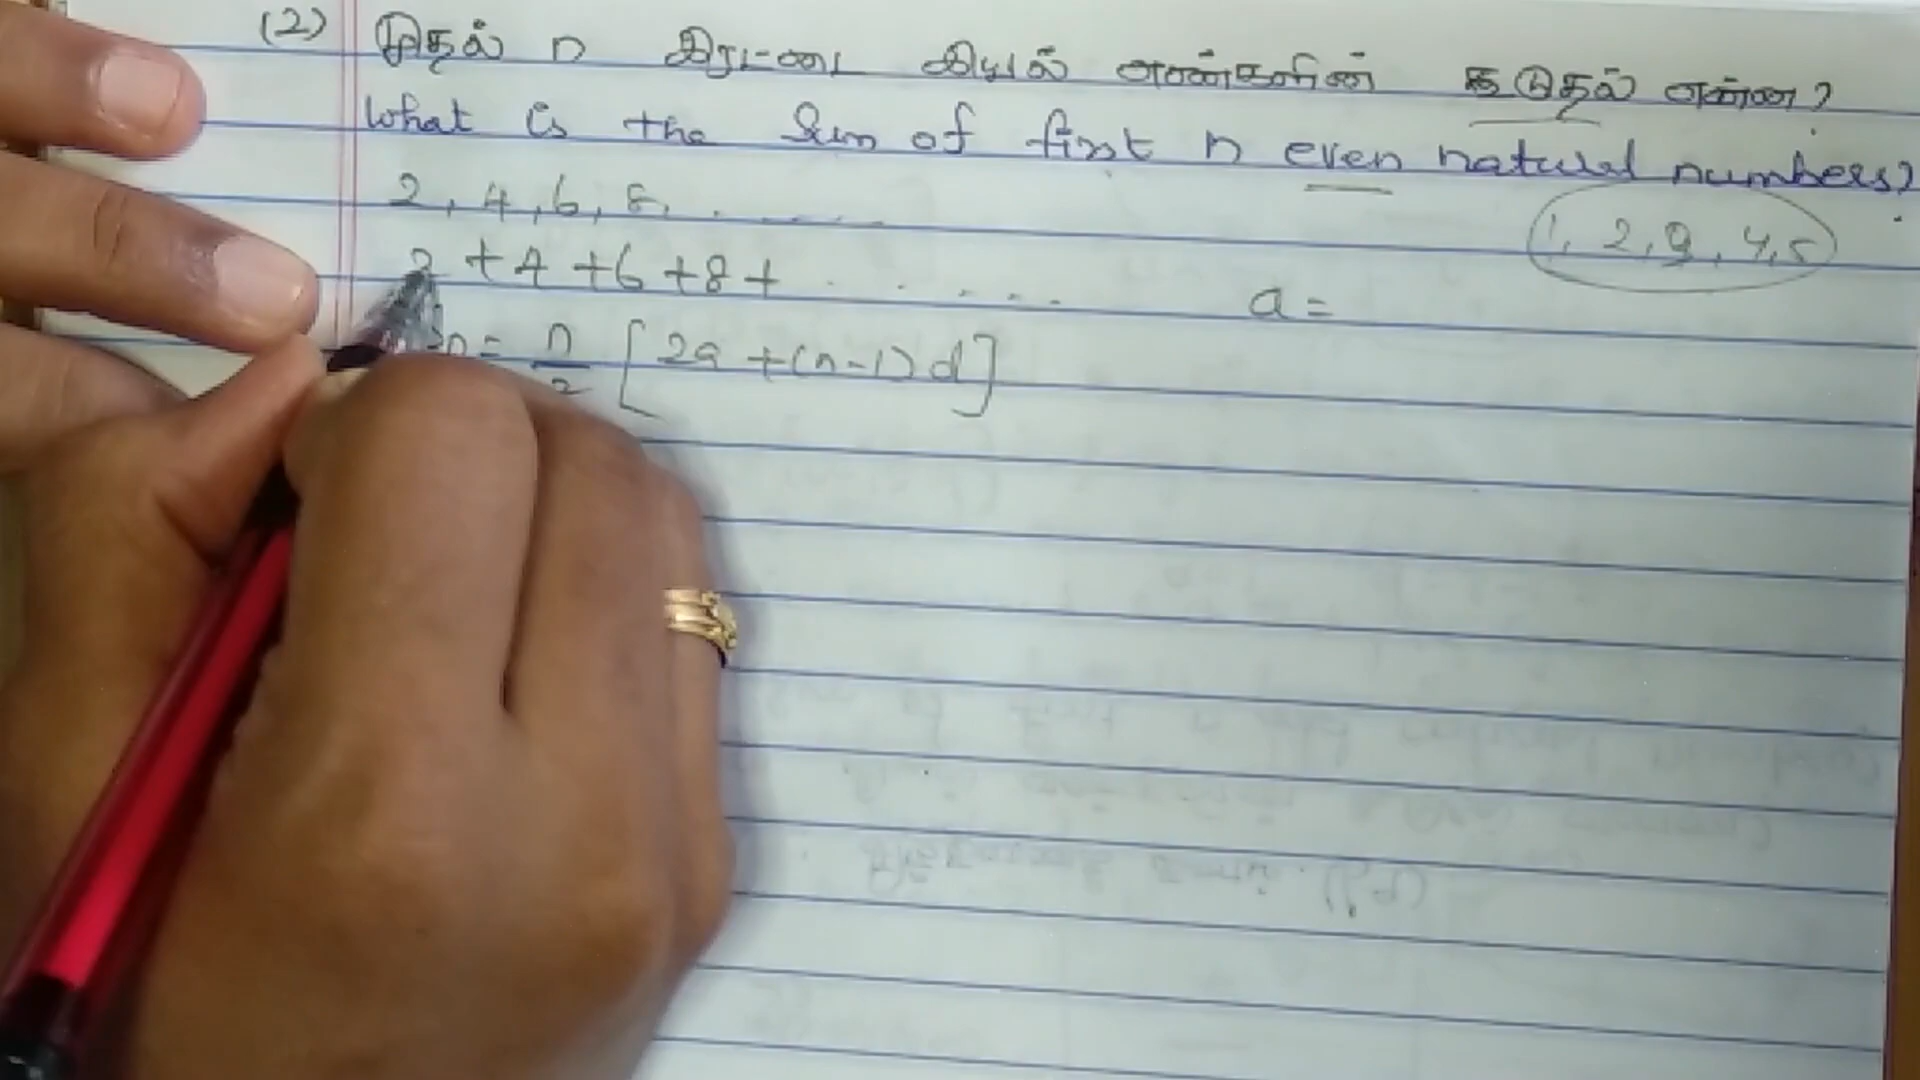 (2) முதல் n இரட்டை இயல் எண்களின் கூடுதல் என்ன?
What is the Sum of first n even natural numbers?
2, 4, 6, 8, . . . . . .
1, 2, 3, 4, 5
2 + 4 + 6 + 8 + . . . . . .
a =
Sn = n/2 [2a + (n-1) d]